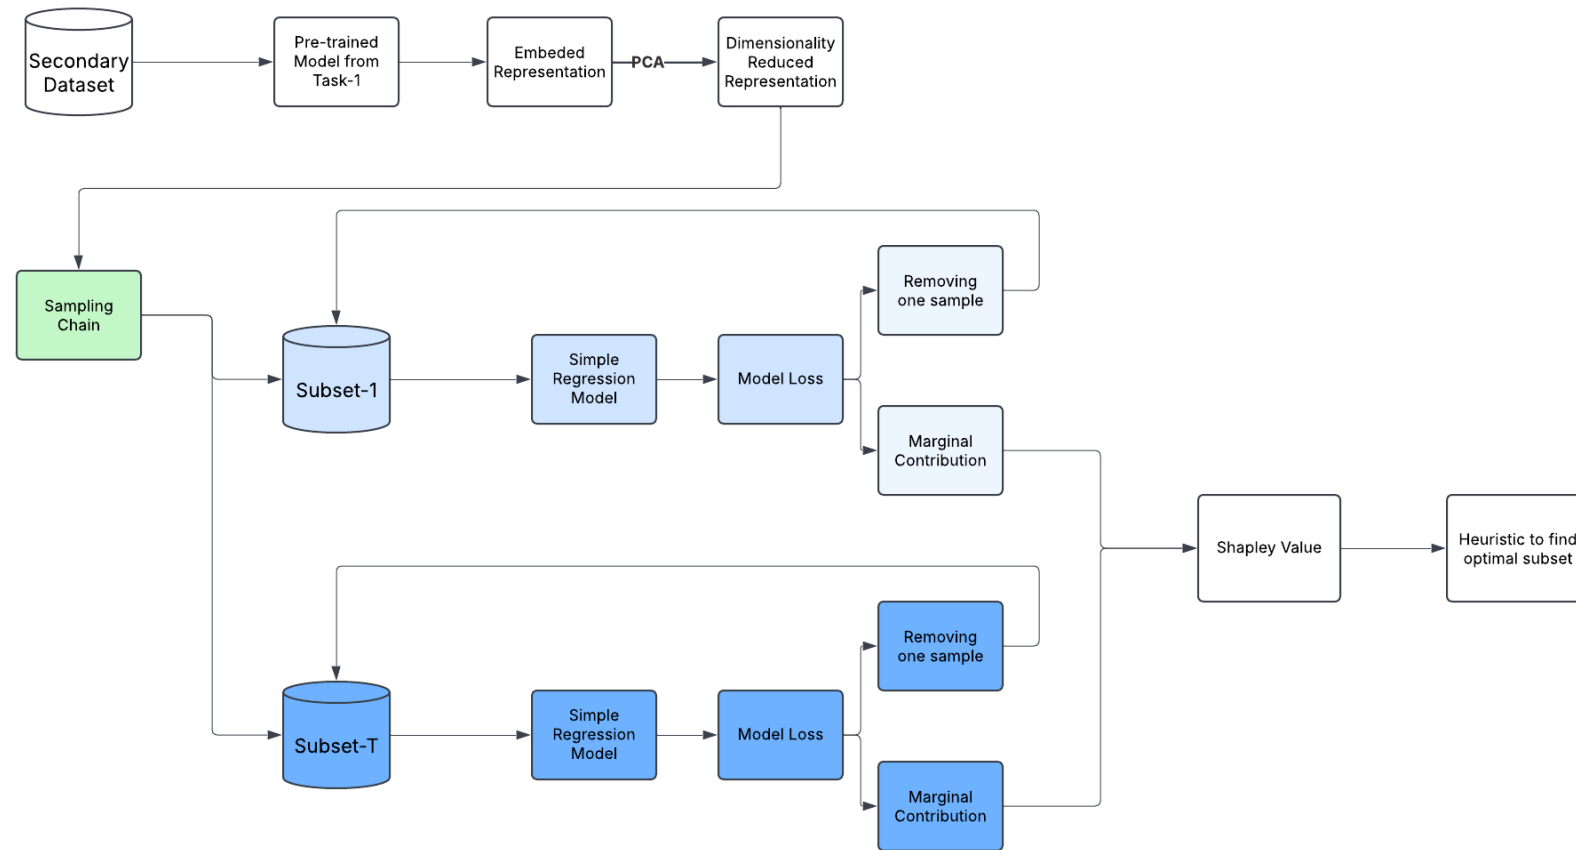 Secondary
Dataset
Pre-trained
Model from
Task-1
Embeded
Representation
PCA
Dimensionality
Reduced
Representation
Sampling
Chain
Subset-1
Simple
Regression
Model
Model Loss
Removing
one sample
Marginal
Contribution
Shapley Value
Heuristic to find
optimal subset
Subset-T
Simple
Regression
Model
Model Loss
Removing
one sample
Marginal
Contribution